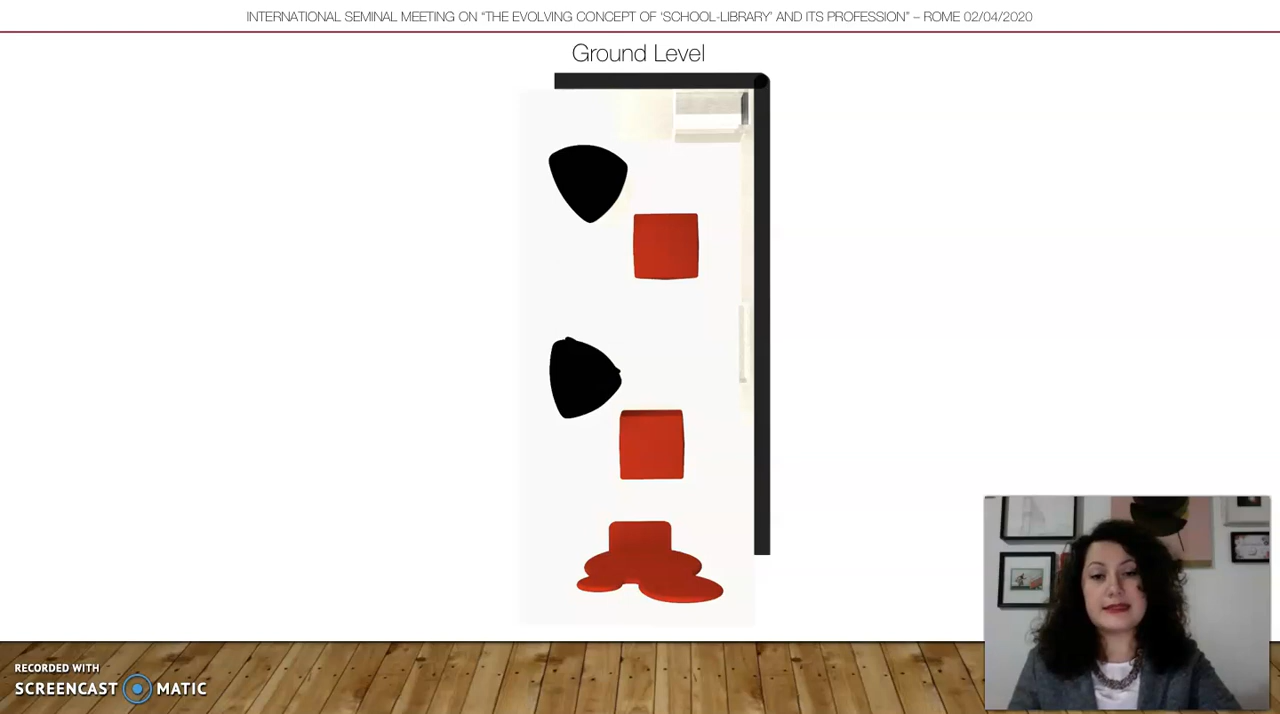 INTERNATIONAL SEMINAL MEETING ON “THE EVOLVING CONCEPT OF ‘SCHOOL-LIBRARY’ AND ITS PROFESSION” – ROME 02/04/2020
Ground Level
RECORDED WITH
SCREENCAST MATIC